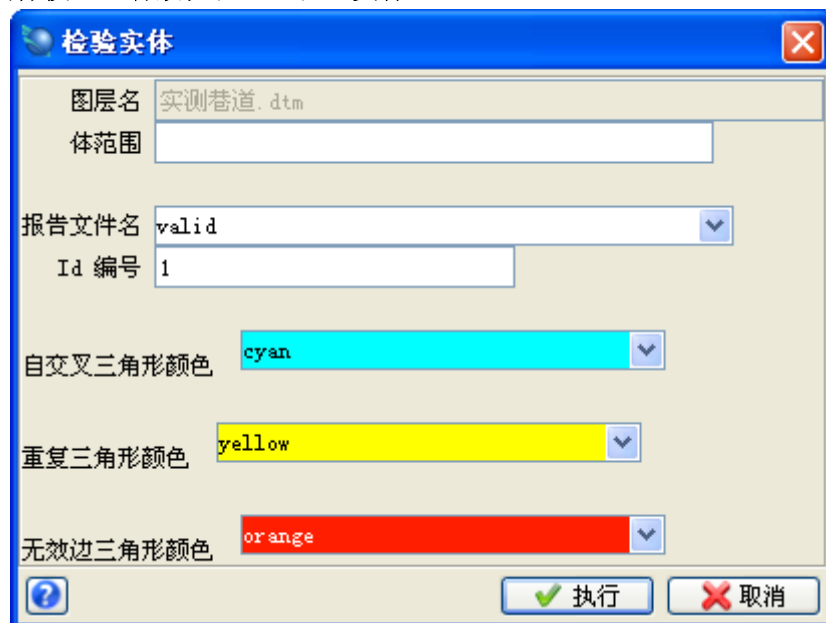 检验实体
图层名 实测巷道.dtm
体范围
报告文件名 valid
Id 编号 1
自交叉三角形颜色 cyan
重复三角形颜色 yellow
无效边三角形颜色 orange
执行 取消